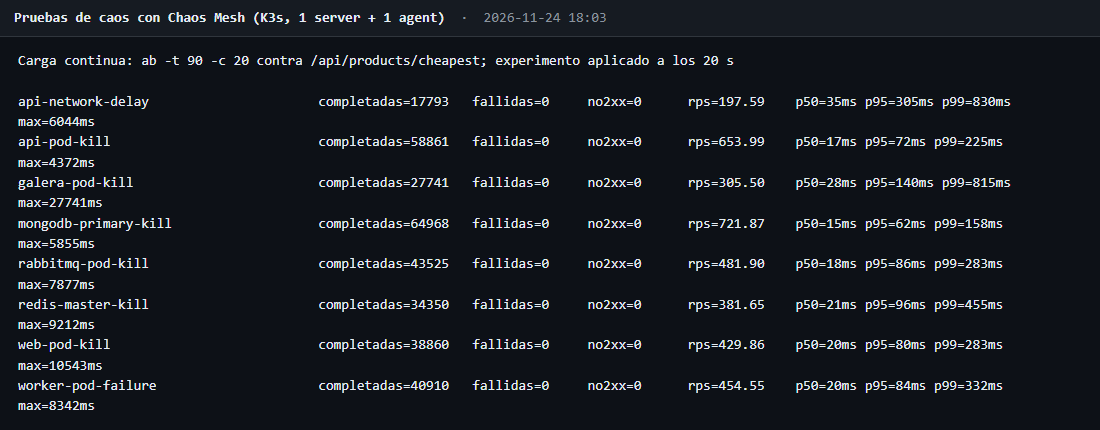 Pruebas de caos con Chaos Mesh (K3s, 1 server + 1 agent) · 2026-11-24 18:03
Carga continua: ab -t 90 -c 20 contra /api/products/cheapest; experimento aplicado a los 20 s
api-network-delay completadas=17793 fallidas=0 no2xx=0 rps=197.59 p50=35ms p95=305ms p99=830ms
max=6044ms
api-pod-kill completadas=58861 fallidas=0 no2xx=0 rps=653.99 p50=17ms p95=72ms p99=225ms
max=4372ms
galera-pod-kill completadas=27741 fallidas=0 no2xx=0 rps=305.50 p50=28ms p95=140ms p99=815ms
max=27741ms
mongodb-primary-kill completadas=64968 fallidas=0 no2xx=0 rps=721.87 p50=15ms p95=62ms p99=158ms
max=5855ms
rabbitmq-pod-kill completadas=43525 fallidas=0 no2xx=0 rps=481.90 p50=18ms p95=86ms p99=283ms
max=7877ms
redis-master-kill completadas=34350 fallidas=0 no2xx=0 rps=381.65 p50=21ms p95=96ms p99=455ms
max=9212ms
web-pod-kill completadas=38860 fallidas=0 no2xx=0 rps=429.86 p50=20ms p95=80ms p99=283ms
max=10543ms
worker-pod-failure completadas=40910 fallidas=0 no2xx=0 rps=454.55 p50=20ms p95=84ms p99=332ms
max=8342ms